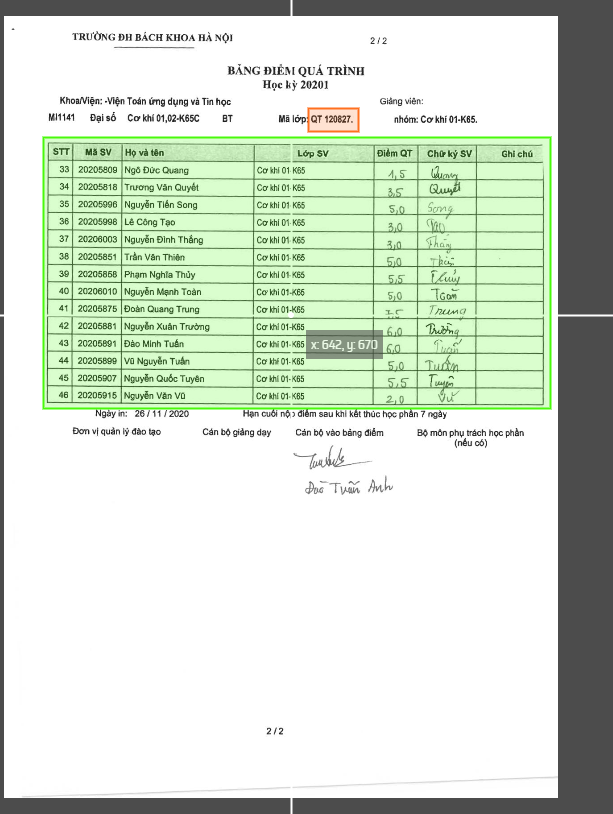 TRƯỜNG ĐH BÁCH KHOA HÀ NỘI
2 / 2
BẢNG ĐIỂM QUÁ TRÌNH
Học kỳ 20201
Khoa/Viện: -Viện Toán ứng dụng và Tin học Giảng viên:
MI1141 Đại số Cơ khí 01,02-K65C BT Mã lớp: QT 120827. nhóm: Cơ khí 01-K65.
STT Mã SV Họ và tên Lớp SV Điểm QT Chữ ký SV Ghi chú
33 20205809 Ngô Đức Quang Cơ khí 01-K65 1,5 Quang
34 20205818 Trương Văn Quyết Cơ khí 01-K65 3,5 Quyết
35 20205996 Nguyễn Tiến Song Cơ khí 01-K65 5,0 Song
36 20205998 Lê Công Tạo Cơ khí 01-K65 3,0 Tạo
37 20206003 Nguyễn Đình Thắng Cơ khí 01-K65 3,0 Thắng
38 20205851 Trần Văn Thiên Cơ khí 01-K65 5,0
39 20205858 Phạm Nghĩa Thủy Cơ khí 01-K65 5,5 Thủy
40 20206010 Nguyễn Mạnh Toàn Cơ khí 01-K65 5,0 Toàn
41 20205875 Đoàn Quang Trung Cơ khí 01-K65 Trung
42 20205881 Nguyễn Xuân Trường Cơ khí 01-K65 6,0 Trường
43 20205891 Đào Minh Tuấn Cơ khí 01-K65 6,0 Tuấn
x: 642, y: 670
44 20205899 Vũ Nguyễn Tuấn Cơ khí 01-K65 5,0 Tuấn
45 20205907 Nguyễn Quốc Tuyên Cơ khí 01-K65 5,5 Tuyên
46 20205915 Nguyễn Văn Vũ Cơ khí 01-K65 2,0 Vũ
Ngày in: 26 / 11 / 2020 Hạn cuối nộp điểm sau khi kết thúc học phần 7 ngày
Đơn vị quản lý đào tạo Cán bộ giảng dạy Cán bộ vào bảng điểm Bộ môn phụ trách học phần
(nếu có)
Đào Tuấn Anh
2 / 2